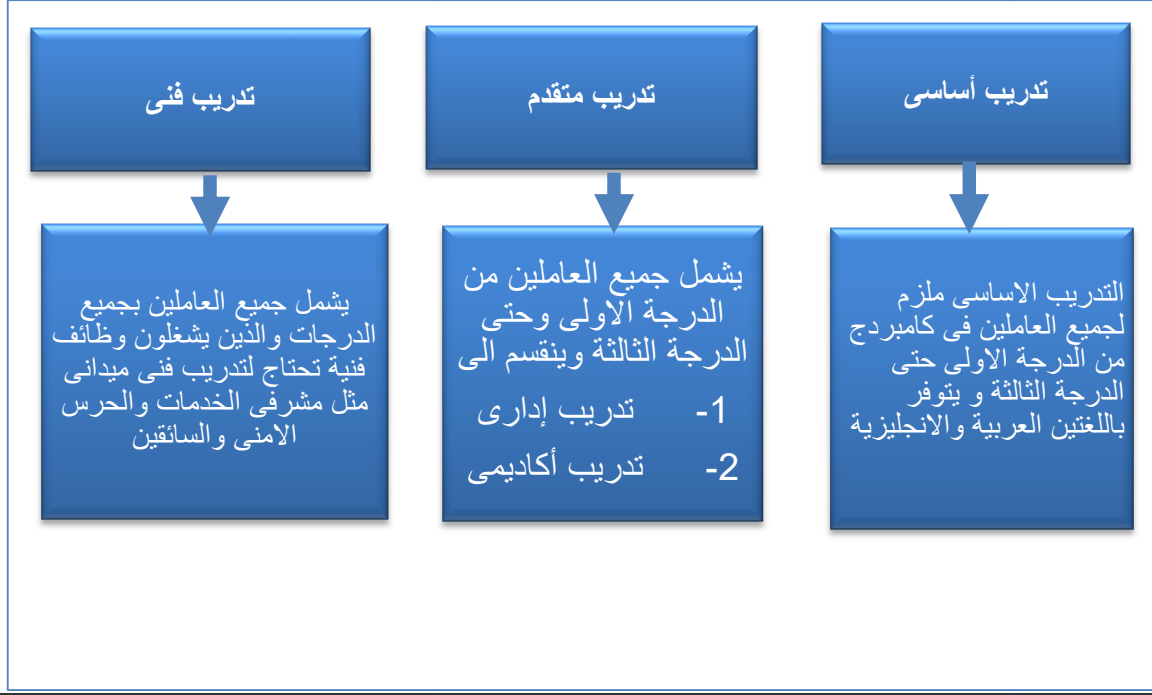 تدريب أساسى
التدريب الاساسى ملزم
لجميع العاملين فى كامبردج
من الدرجة الاولى حتى
الدرجة الثالثة و يتوفر
باللغتين العربية والانجليزية
تدريب متقدم
يشمل جميع العاملين من
الدرجة الاولى وحتى
الدرجة الثالثة وينقسم الى
1- تدريب إدارى
2- تدريب أكاديمى
تدريب فنى
يشمل جميع العاملين بجميع
الدرجات والذين يشغلون وظائف
فنية تحتاج لتدريب فنى ميدانى
مثل مشرفى الخدمات والحرس
الامنى والسائقين